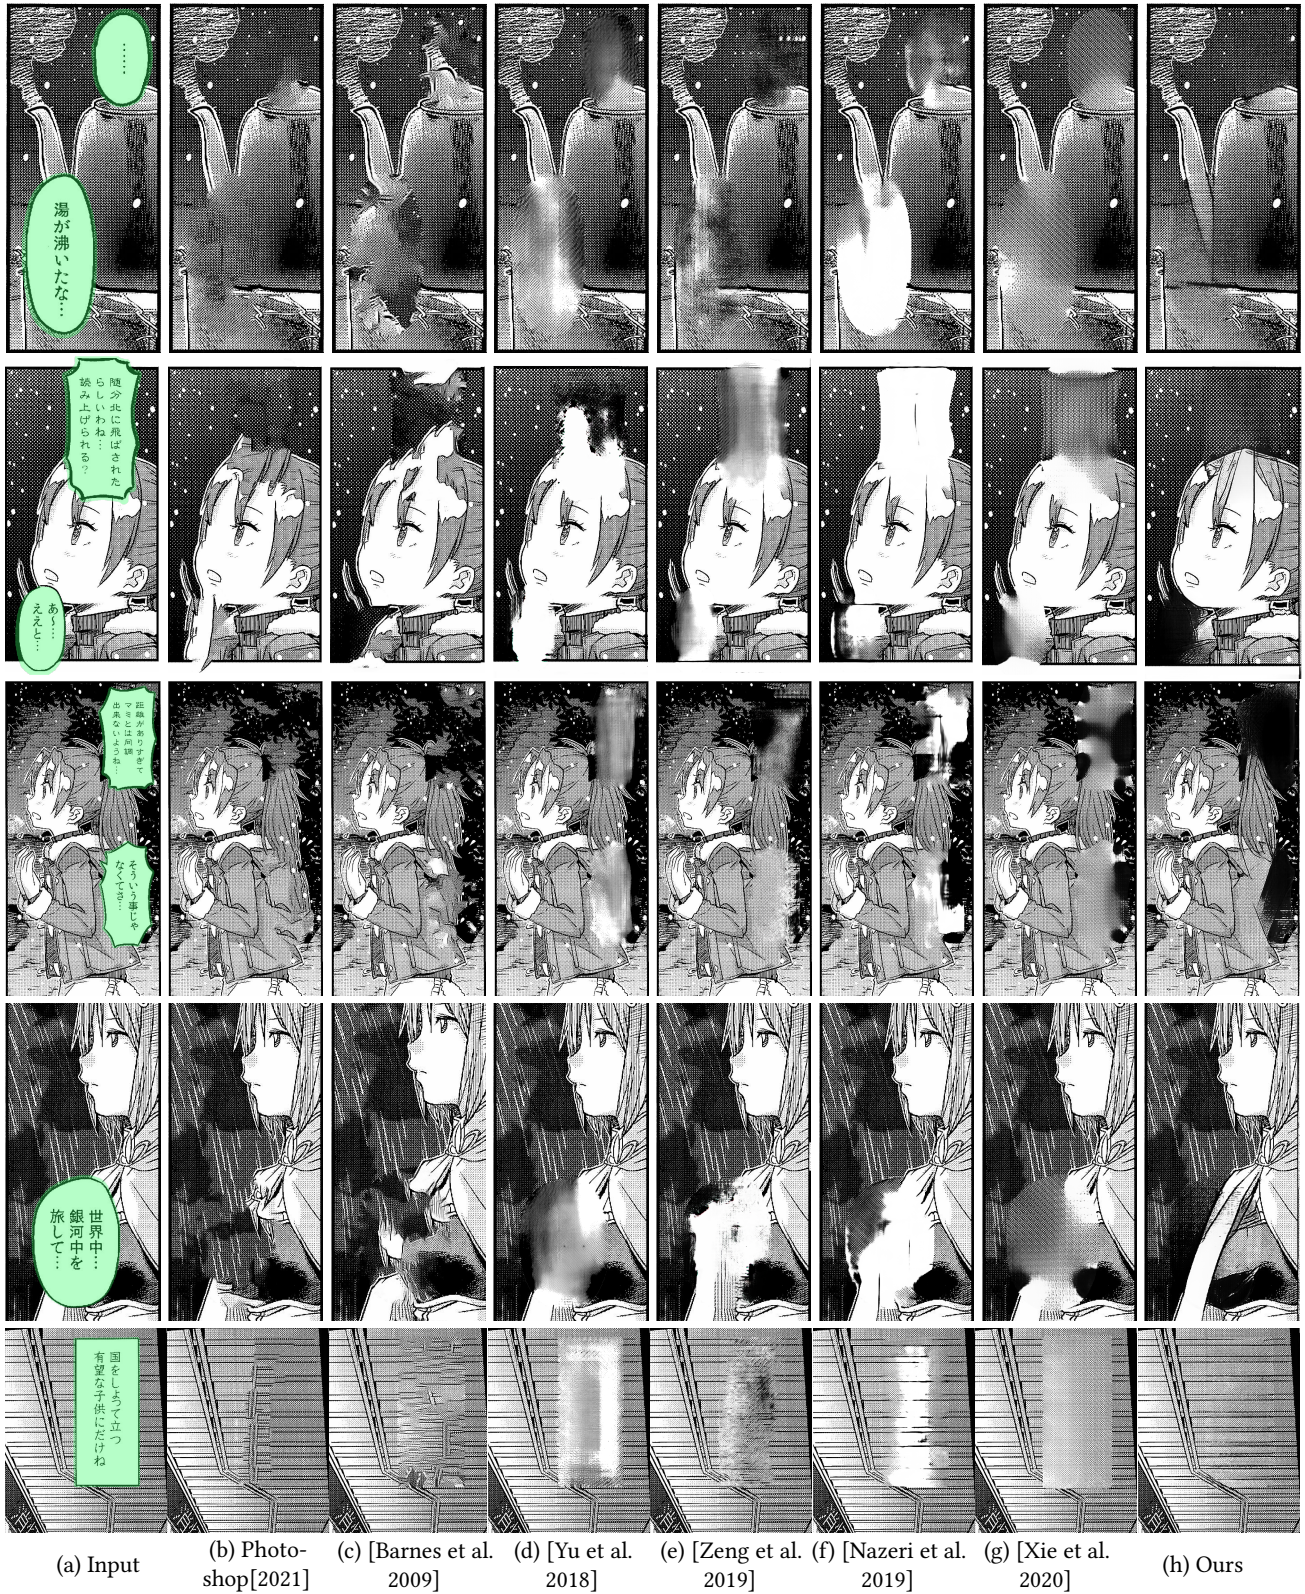 ……
湯が沸いたな…
随分北に飛ばされた
らしいわね…
読み上げられる?
あ〜…
ええと…
距離がありすぎて
マミとは同調
出来ないようね…
そういう事じゃ
なくてさ…
世界中…
銀河中を
旅して…
国をしょって立つ
有望な子供にだけね
(a) Input
(b) Photo-
shop[2021]
(c) [Barnes et al.
2009]
(d) [Yu et al.
2018]
(e) [Zeng et al.
2019]
(f) [Nazeri et al.
2019]
(g) [Xie et al.
2020]
(h) Ours